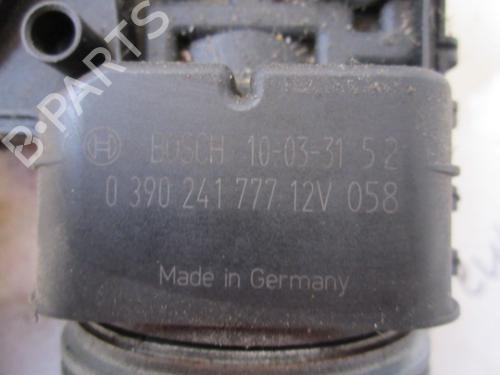 BOSCH 10-03-31 5 2
0 390 241 777 12V 058
Made in Germany
B-PARTS